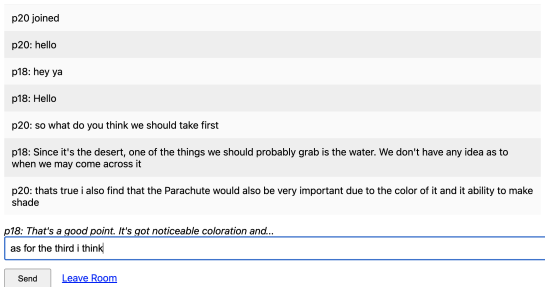 p20 joined
p20: hello
p18: hey ya
p18: Hello
p20: so what do you think we should take first
p18: Since it's the desert, one of the things we should probably grab is the water. We don't have any idea as to
when we may come across it
p20: thats true i also find that the Parachute would also be very important due to the color of it and it ability to make
shade
p18: That's a good point. It's got noticeable coloration and...
as for the third i think
Send Leave Room